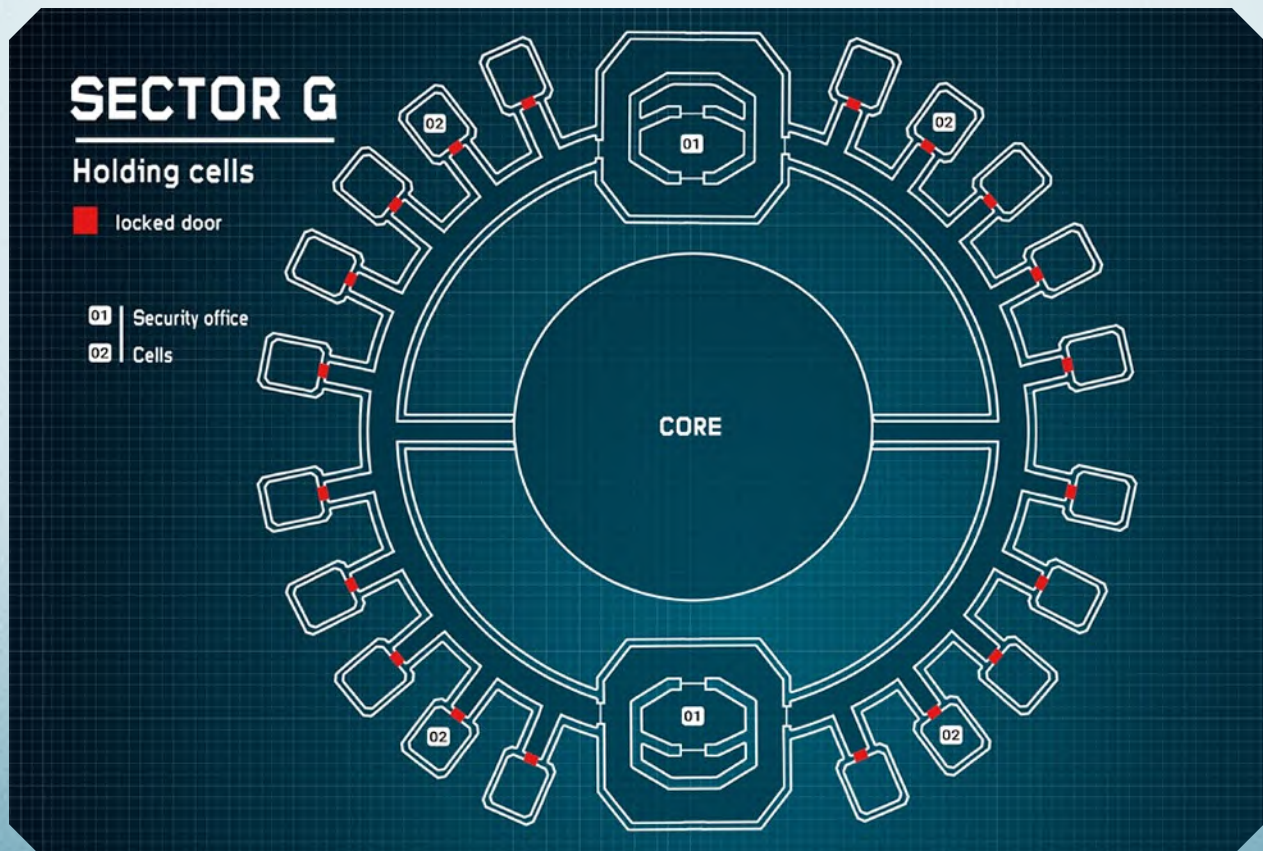 SECTOR G
Holding cells
locked door
01 Security office
02 Cells
02
01
02
CORE
02
01
02